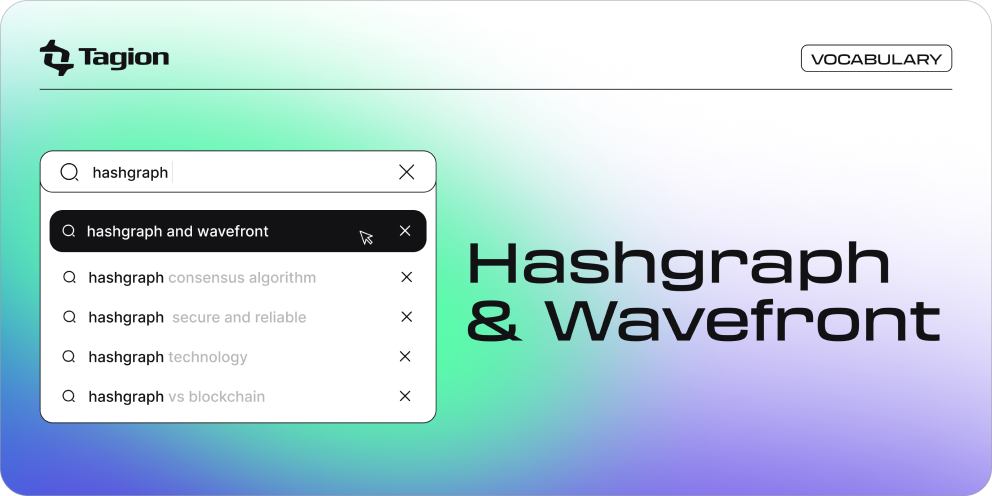 Tagion
VOCABULARY
hashgraph
hashgraph and wavefront
hashgraph consensus algorithm
hashgraph secure and reliable
hashgraph technology
hashgraph vs blockchain
Hashgraph
& Wavefront